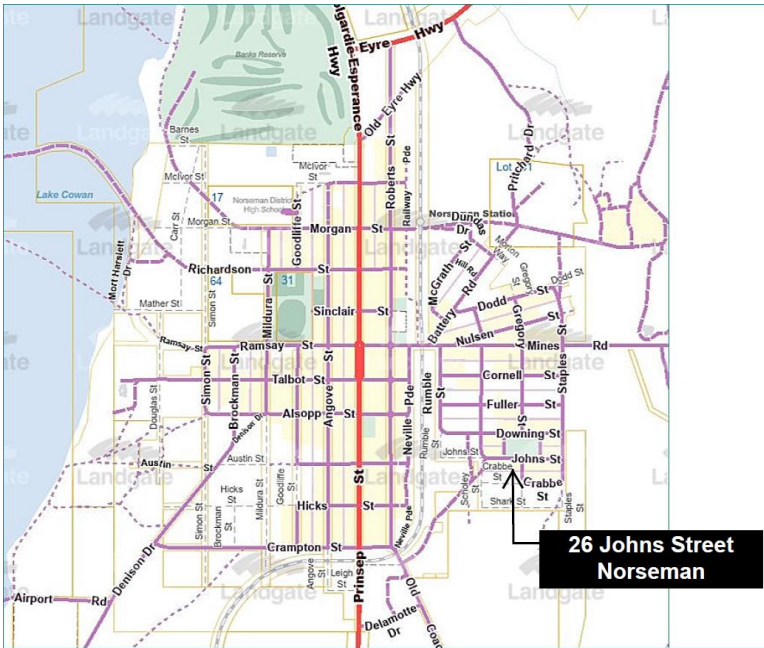 Landgate
Coolgardie-Esperance Hwy
Eyre Hwy
Old Eyre Hwy
Banks Reserve
Barnes St
McIvor St
McIvor St
Lake Cowan
17
Norseman District High School
Goodliffe St
Roberts St
Railway Pde
Lot
Pritchard Dr
Norseman Station
Dundas Dr
Carr St
Morgan St
Morgan St
Mort Harslett Dr
Richardson St
64
31
Mildura St
McGrath St
Hill Rd
Morton Way
Gregory St
Dodd St
Mather St
Simon St
Sinclair St
Battery Rd
Dodd St
Nulsen St
Gregory St
Ramsay St
Ramsay St
Mines Rd
Staples St
Simon St
Brockman St
Talbot St
Angove St
Neville Pde
Rumble St
Cornell St
Douglas St
Denison Dr
Alsopp St
Fuller St
Rumble St
Downing St
Austin St
Austin St
Johns St
Johns St
Crabbe St
Crabbe St
Hicks St
Mildura St
Goodliffe St
Scholey St
Shark St
Staples St
Simon St
Brockman St
Hicks St
Neville Pde
Crampton St
Denison Dr
Angove St
Leigh St
Prinsep St
Airport Rd
Old Coac
Delamotte Dr
26 Johns Street
Norseman